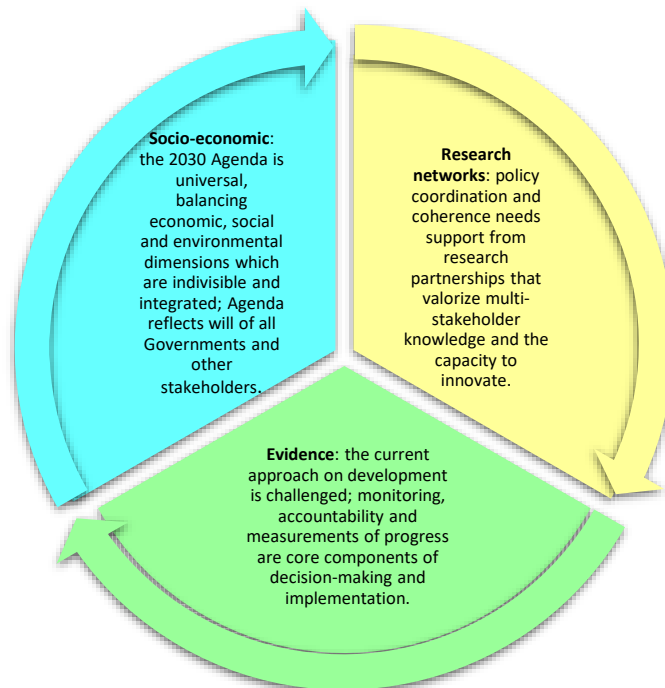 Socio-economic:
the 2030 Agenda is
universal,
balancing
economic, social
and environmental
dimensions which
are indivisible and
integrated; Agenda
reflects will of all
Governments and
other
stakeholders.
Research
networks: policy
coordination and
coherence needs
support from
research
partnerships that
valorize multi-
stakeholder
knowledge and the
capacity to
innovate.
Evidence: the current
approach on development
is challenged; monitoring,
accountability and
measurements of progress
are core components of
decision-making and
implementation.